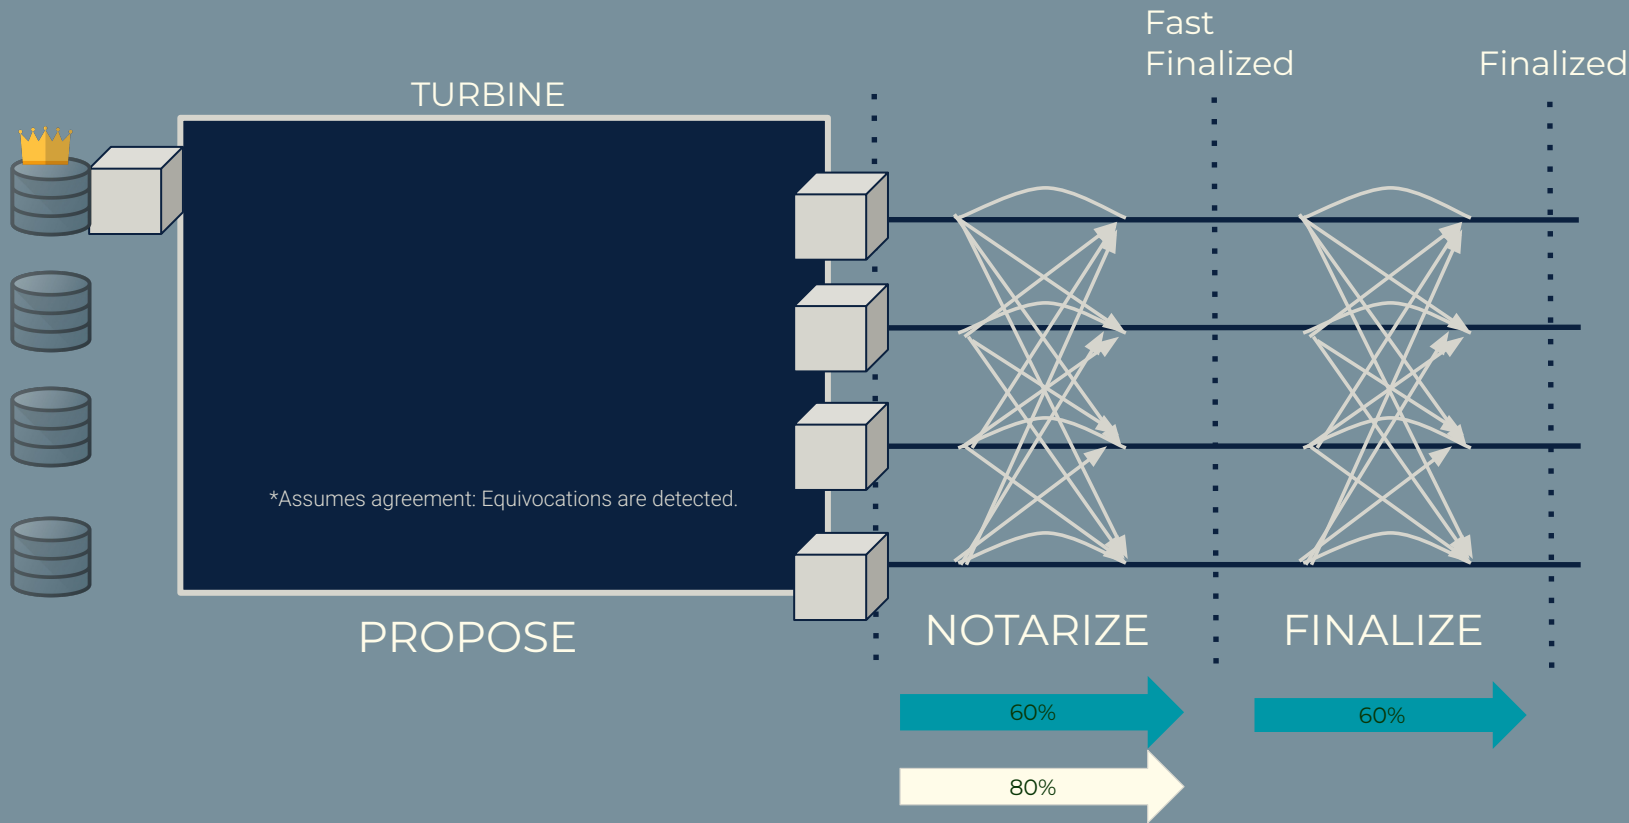 Fast
Finalized
Finalized
TURBINE
*Assumes agreement: Equivocations are detected.
PROPOSE
NOTARIZE
FINALIZE
60%
60%
80%